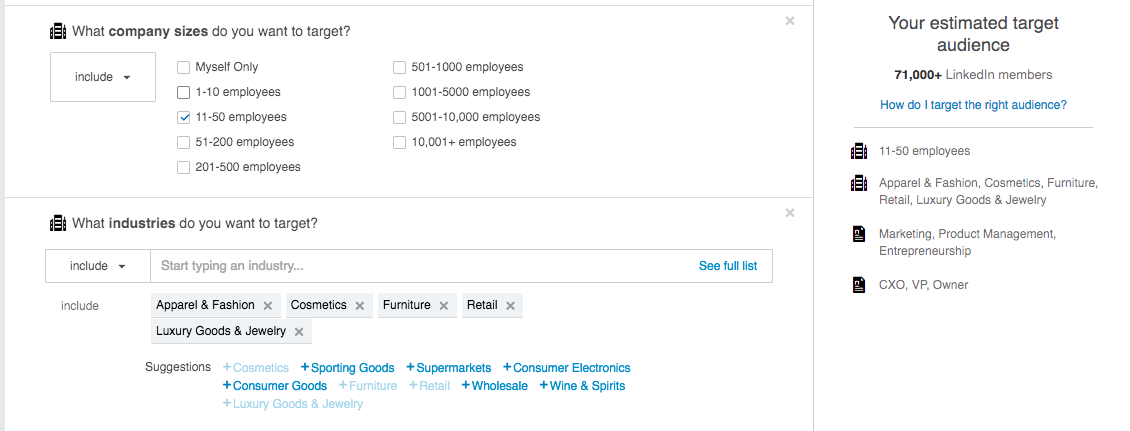 What company sizes do you want to target?
×
include
Myself Only
501-1000 employees
1-10 employees
1001-5000 employees
11-50 employees
5001-10,000 employees
51-200 employees
10,001+ employees
201-500 employees
What industries do you want to target?
×
include
Start typing an industry...
See full list
include
Apparel & Fashion ×
Cosmetics ×
Furniture ×
Retail ×
Luxury Goods & Jewelry ×
Suggestions +Cosmetics +Sporting Goods +Supermarkets +Consumer Electronics
+Consumer Goods +Furniture +Retail +Wholesale +Wine & Spirits
+Luxury Goods & Jewelry
Your estimated target
audience
71,000+ LinkedIn members
How do I target the right audience?
11-50 employees
Apparel & Fashion, Cosmetics, Furniture,
Retail, Luxury Goods & Jewelry
Marketing, Product Management,
Entrepreneurship
CXO, VP, Owner